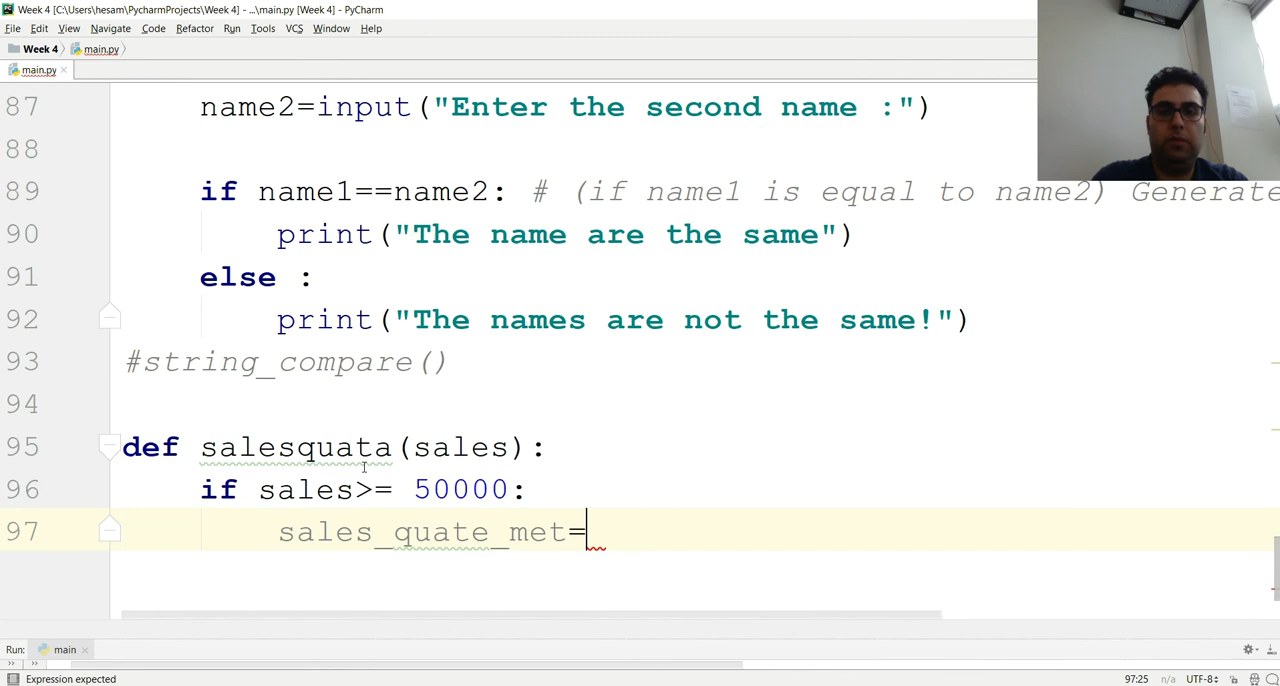 Week 4 [C:\Users\hesam\PycharmProjects\Week 4] - ...\main.py [Week 4] - PyCharm
File Edit View Navigate Code Refactor Run Tools VCS Window Help
Week 4 main.py
main.py
87 name2=input("Enter the second name :")
88
89 if name1==name2: # (if name1 is equal to name2) Generate
90 print("The name are the same")
91 else :
92 print("The names are not the same!")
93 #string_compare()
94
95 def salesquata(sales):
96 if sales>= 50000:
97 sales_quate_met=
Run: main
Expression expected 97:25 n/a UTF-8